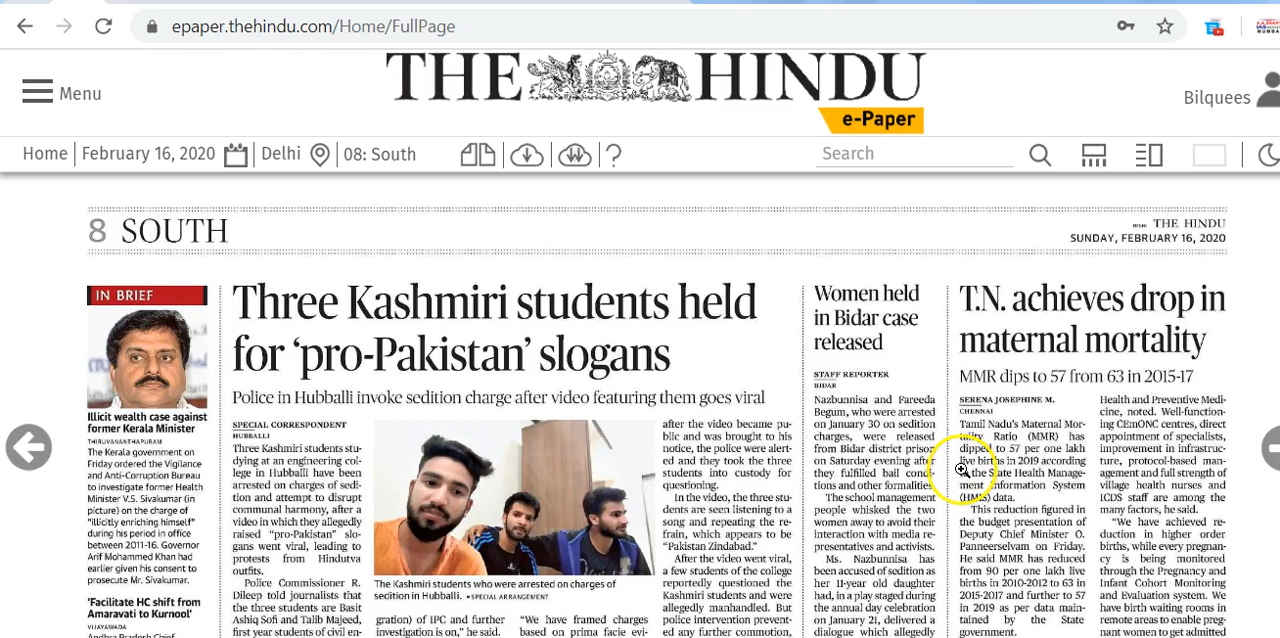 epaper.thehindu.com/Home/FullPage
Menu
THE HINDU
e-Paper
Bilquees
Home
February 16, 2020
Delhi
08: South
?
Search
8 SOUTH
DELHI THE HINDU
SUNDAY, FEBRUARY 16, 2020
IN BRIEF
Illicit wealth case against
former Kerala Minister
THIRUVANANTHAPURAM
The Kerala government on
Friday ordered the Vigilance
and Anti-Corruption Bureau
to investigate former Health
Minister V.S. Sivakumar (in
picture) on the charge of
"illicitly enriching himself"
during his period in office
between 2011-16. Governor
Arif Mohammed Khan had
earlier given his consent to
prosecute Mr. Sivakumar.
'Facilitate HC shift from
Amaravati to Kurnool'
VIJAYAWADA
Andhra Pradesh Chief
Three Kashmiri students held
for ‘pro-Pakistan’ slogans
Police in Hubballi invoke sedition charge after video featuring them goes viral
SPECIAL CORRESPONDENT
HUBBALLI
Three Kashmiri students stu-
dying at an engineering col-
lege in Hubballi have been
arrested on charges of sedi-
tion and attempt to disrupt
communal harmony, after a
video in which they allegedly
raised “pro-Pakistan” slo-
gans went viral, leading to
protests from Hindutva
outfits.
Police Commissioner R.
Dileep told journalists that
the three students are Basit
Ashiq Sofi and Talib Majeed,
first year students of civil en-
The Kashmiri students who were arrested on charges of
sedition in Hubballi. •SPECIAL ARRANGEMENT
gration) of IPC and further
investigation is on,” he said.
“We have framed charges
based on prima facie evi-
after the video became pu-
blic and was brought to his
notice, the police were alert-
ed and they took the three
students into custody for
questioning.
In the video, the three stu-
dents are seen listening to a
song and repeating the re-
frain, which appears to be
“Pakistan Zindabad.”
After the video went viral,
a few students of the college
reportedly questioned the
Kashmiri students and were
allegedly manhandled. But
police intervention prevent-
ed any further commotion,
Women held
in Bidar case
released
STAFF REPORTER
BIDAR
Nazbunnisa and Fareeda
Begum, who were arrested
on January 30 on sedition
charges, were released
from Bidar district prison
on Saturday evening after
they fulfilled bail condi-
tions and other formalities.
The school management
people whisked the two
women away to avoid their
interaction with media re-
presentatives and activists.
Ms. Nazbunnisa has
been accused of sedition as
her 11-year old daughter
had, in a play staged during
the annual day celebration
on January 21, delivered a
dialogue which allegedly
T.N. achieves drop in
maternal mortality
MMR dips to 57 from 63 in 2015-17
SERENA JOSEPHINE M.
CHENNAI
Tamil Nadu's Maternal Mor-
tality Ratio (MMR) has
dipped to 57 per one lakh
live births in 2019 according
the State Health Manage-
ment Information System
(HMIS) data.
This reduction figured in
the budget presentation of
Deputy Chief Minister O.
Panneerselvam on Friday.
He said MMR has reduced
from 90 per one lakh live
births in 2010-2012 to 63 in
2015-2017 and further to 57
in 2019 as per data main-
tained by the State
government.
Health and Preventive Medi-
cine, noted. Well-function-
ing CEmONC centres, direct
appointment of specialists,
improvement in infrastruc-
ture, protocol-based man-
agement and full strength of
village health nurses and
ICDS staff are among the
many factors, he said.
“We have achieved re-
duction in higher order
births, while every pregnan-
is being monitored
through the Pregnancy and
Infant Cohort Monitoring
and Evaluation system. We
have birth waiting rooms in
remote areas to enable preg-
nant women to reach